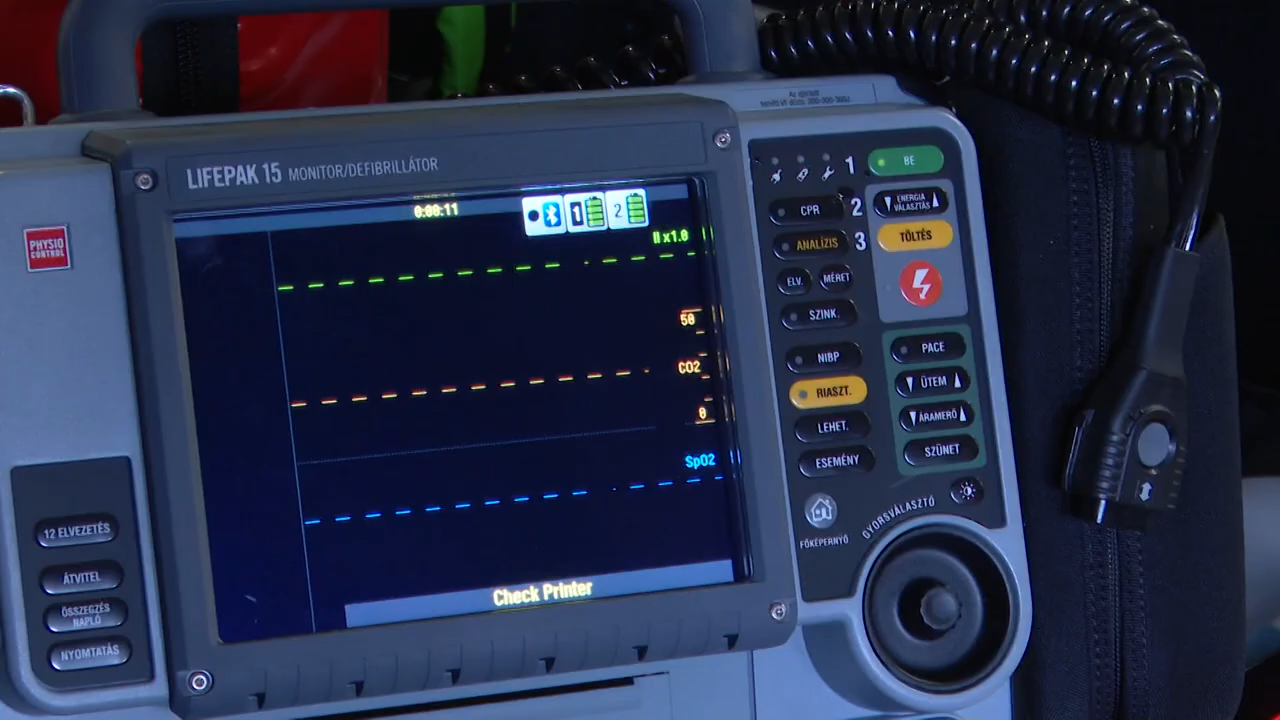 LIFEPAK 15 MONITOR/DEFIBRILLÁTOR
PHYSIO
CONTROL
0:00:11
1
2
II x1.0
50
CO2
0
SpO2
Check Printer
12 ELVEZETÉS
ÁTVITEL
ÖSSZEGZÉS
NAPLÓ
NYOMTATÁS
1 BE
CPR 2
ENERGIA
VÁLASZTÁS
ANALÍZIS 3
TÖLTÉS
ELV.
MÉRET
SZINK.
NIBP
PACE
RIASZT.
ÜTEM
LEHET.
ÁRAMERŐ
ESEMÉNY
SZÜNET
FŐKÉPERNYŐ
GYORSVÁLASZTÓ